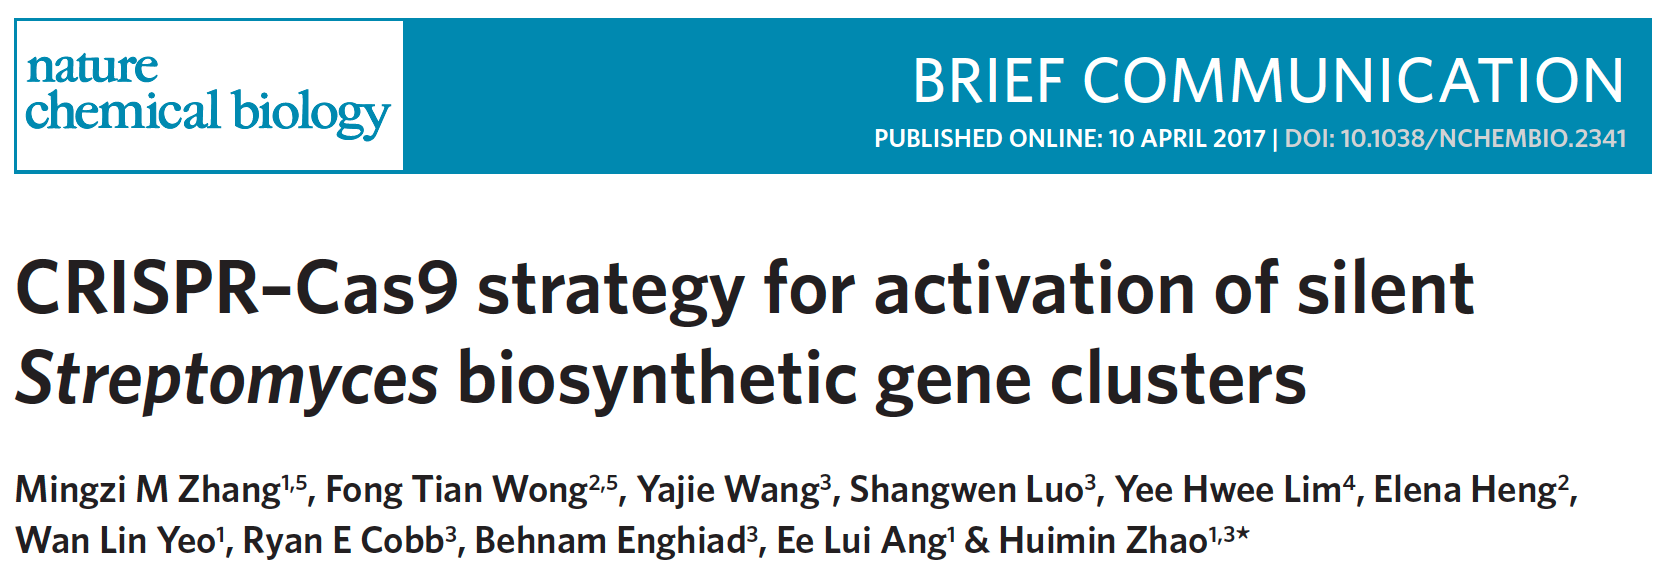 nature
chemical biology
BRIEF COMMUNICATION
PUBLISHED ONLINE: 10 APRIL 2017 | DOI: 10.1038/NCHEMBIO.2341
CRISPR–Cas9 strategy for activation of silent
Streptomyces biosynthetic gene clusters
Mingzi M Zhang1,5, Fong Tian Wong2,5, Yajie Wang3, Shangwen Luo3, Yee Hwee Lim4, Elena Heng2,
Wan Lin Yeo1, Ryan E Cobb3, Behnam Enghiad3, Ee Lui Ang1 & Huimin Zhao1,3*